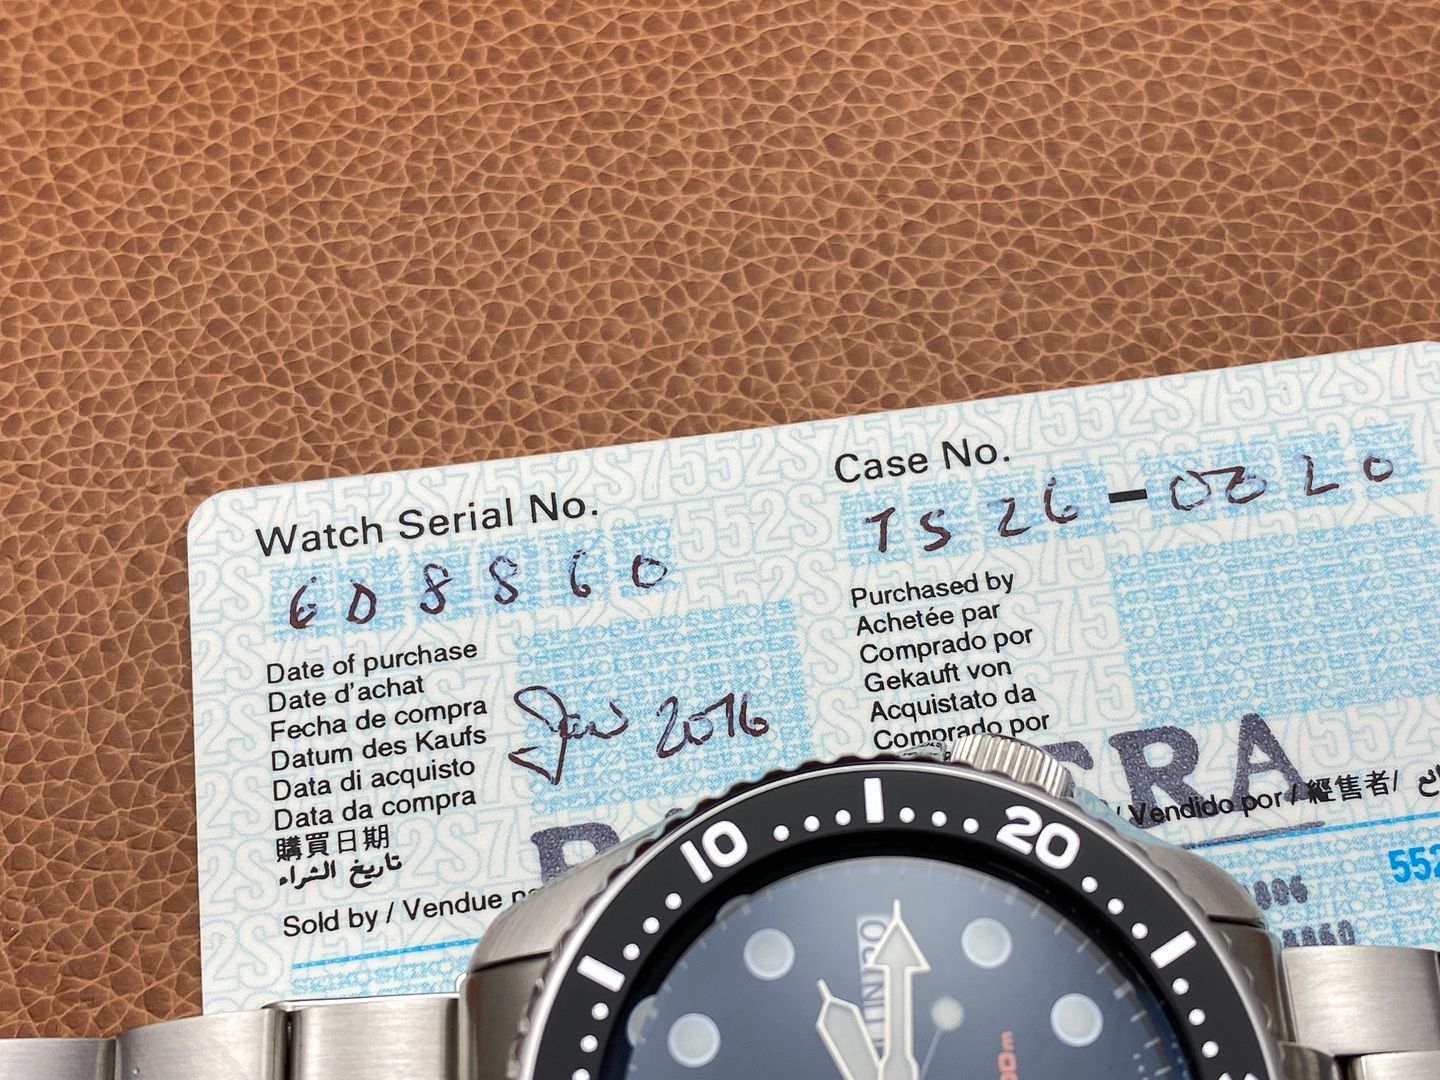 Watch Serial No.
6D8860
Case No.
7S26-0020
Date of purchase
Date d'achat
Fecha de compra
Datum des Kaufs
Data di acquisto
Data da compra
購買日期
تاريخ الشراء
Jan 2016
Purchased by
Achetée par
Comprado por
Gekauft von
Acquistato da
Comprado por
Sold by / Vendue
/ Vendido por / 經售者/
10 20